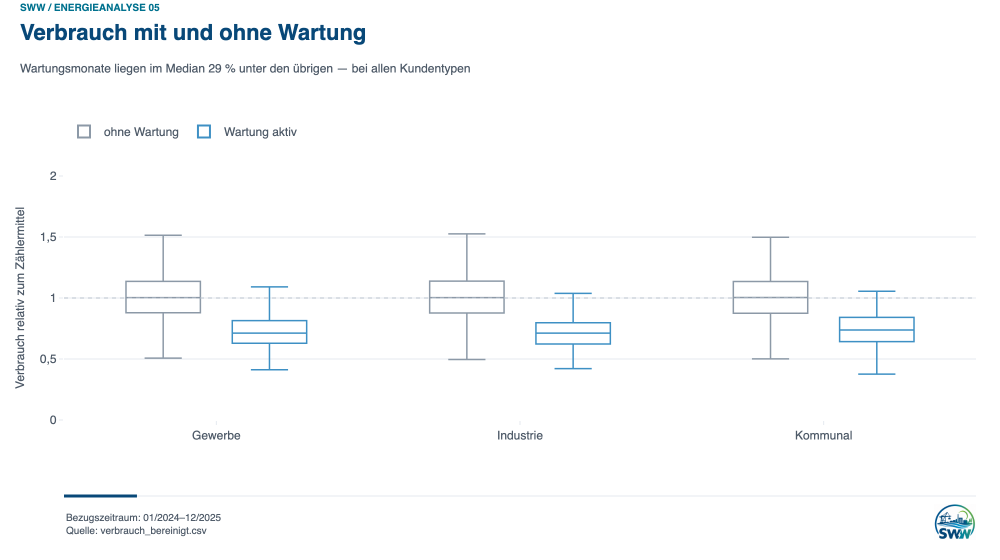 SWW / ENERGIEANALYSE 05
Verbrauch mit und ohne Wartung
Wartungsmonate liegen im Median 29 % unter den übrigen — bei allen Kundentypen
ohne Wartung
Wartung aktiv
Verbrauch relativ zum Zählermittel
2
1,5
1
0,5
0
Gewerbe
Industrie
Kommunal
Bezugszeitraum: 01/2024–12/2025
Quelle: verbrauch_bereinigt.csv
SWW